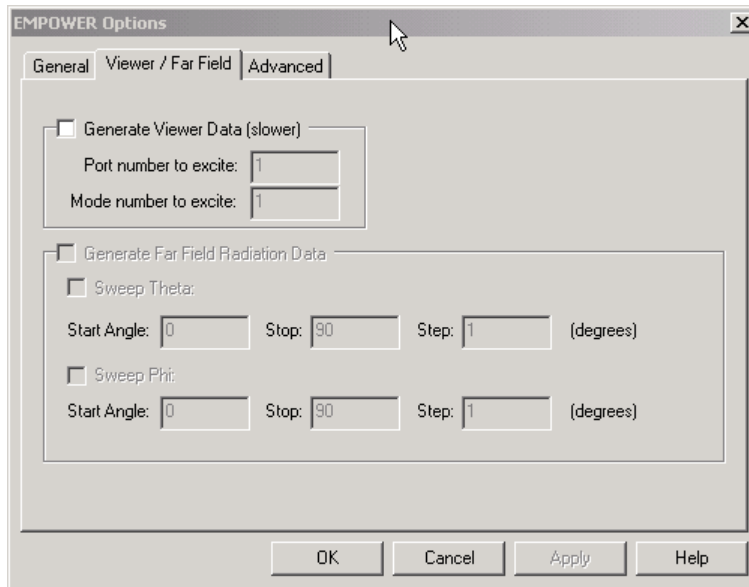 EMPOWER Options
General Viewer / Far Field Advanced
Generate Viewer Data (slower)
Port number to excite: 1
Mode number to excite: 1
Generate Far Field Radiation Data
Sweep Theta:
Start Angle: 0 Stop: 90 Step: 1 (degrees)
Sweep Phi:
Start Angle: 0 Stop: 90 Step: 1 (degrees)
OK Cancel Apply Help